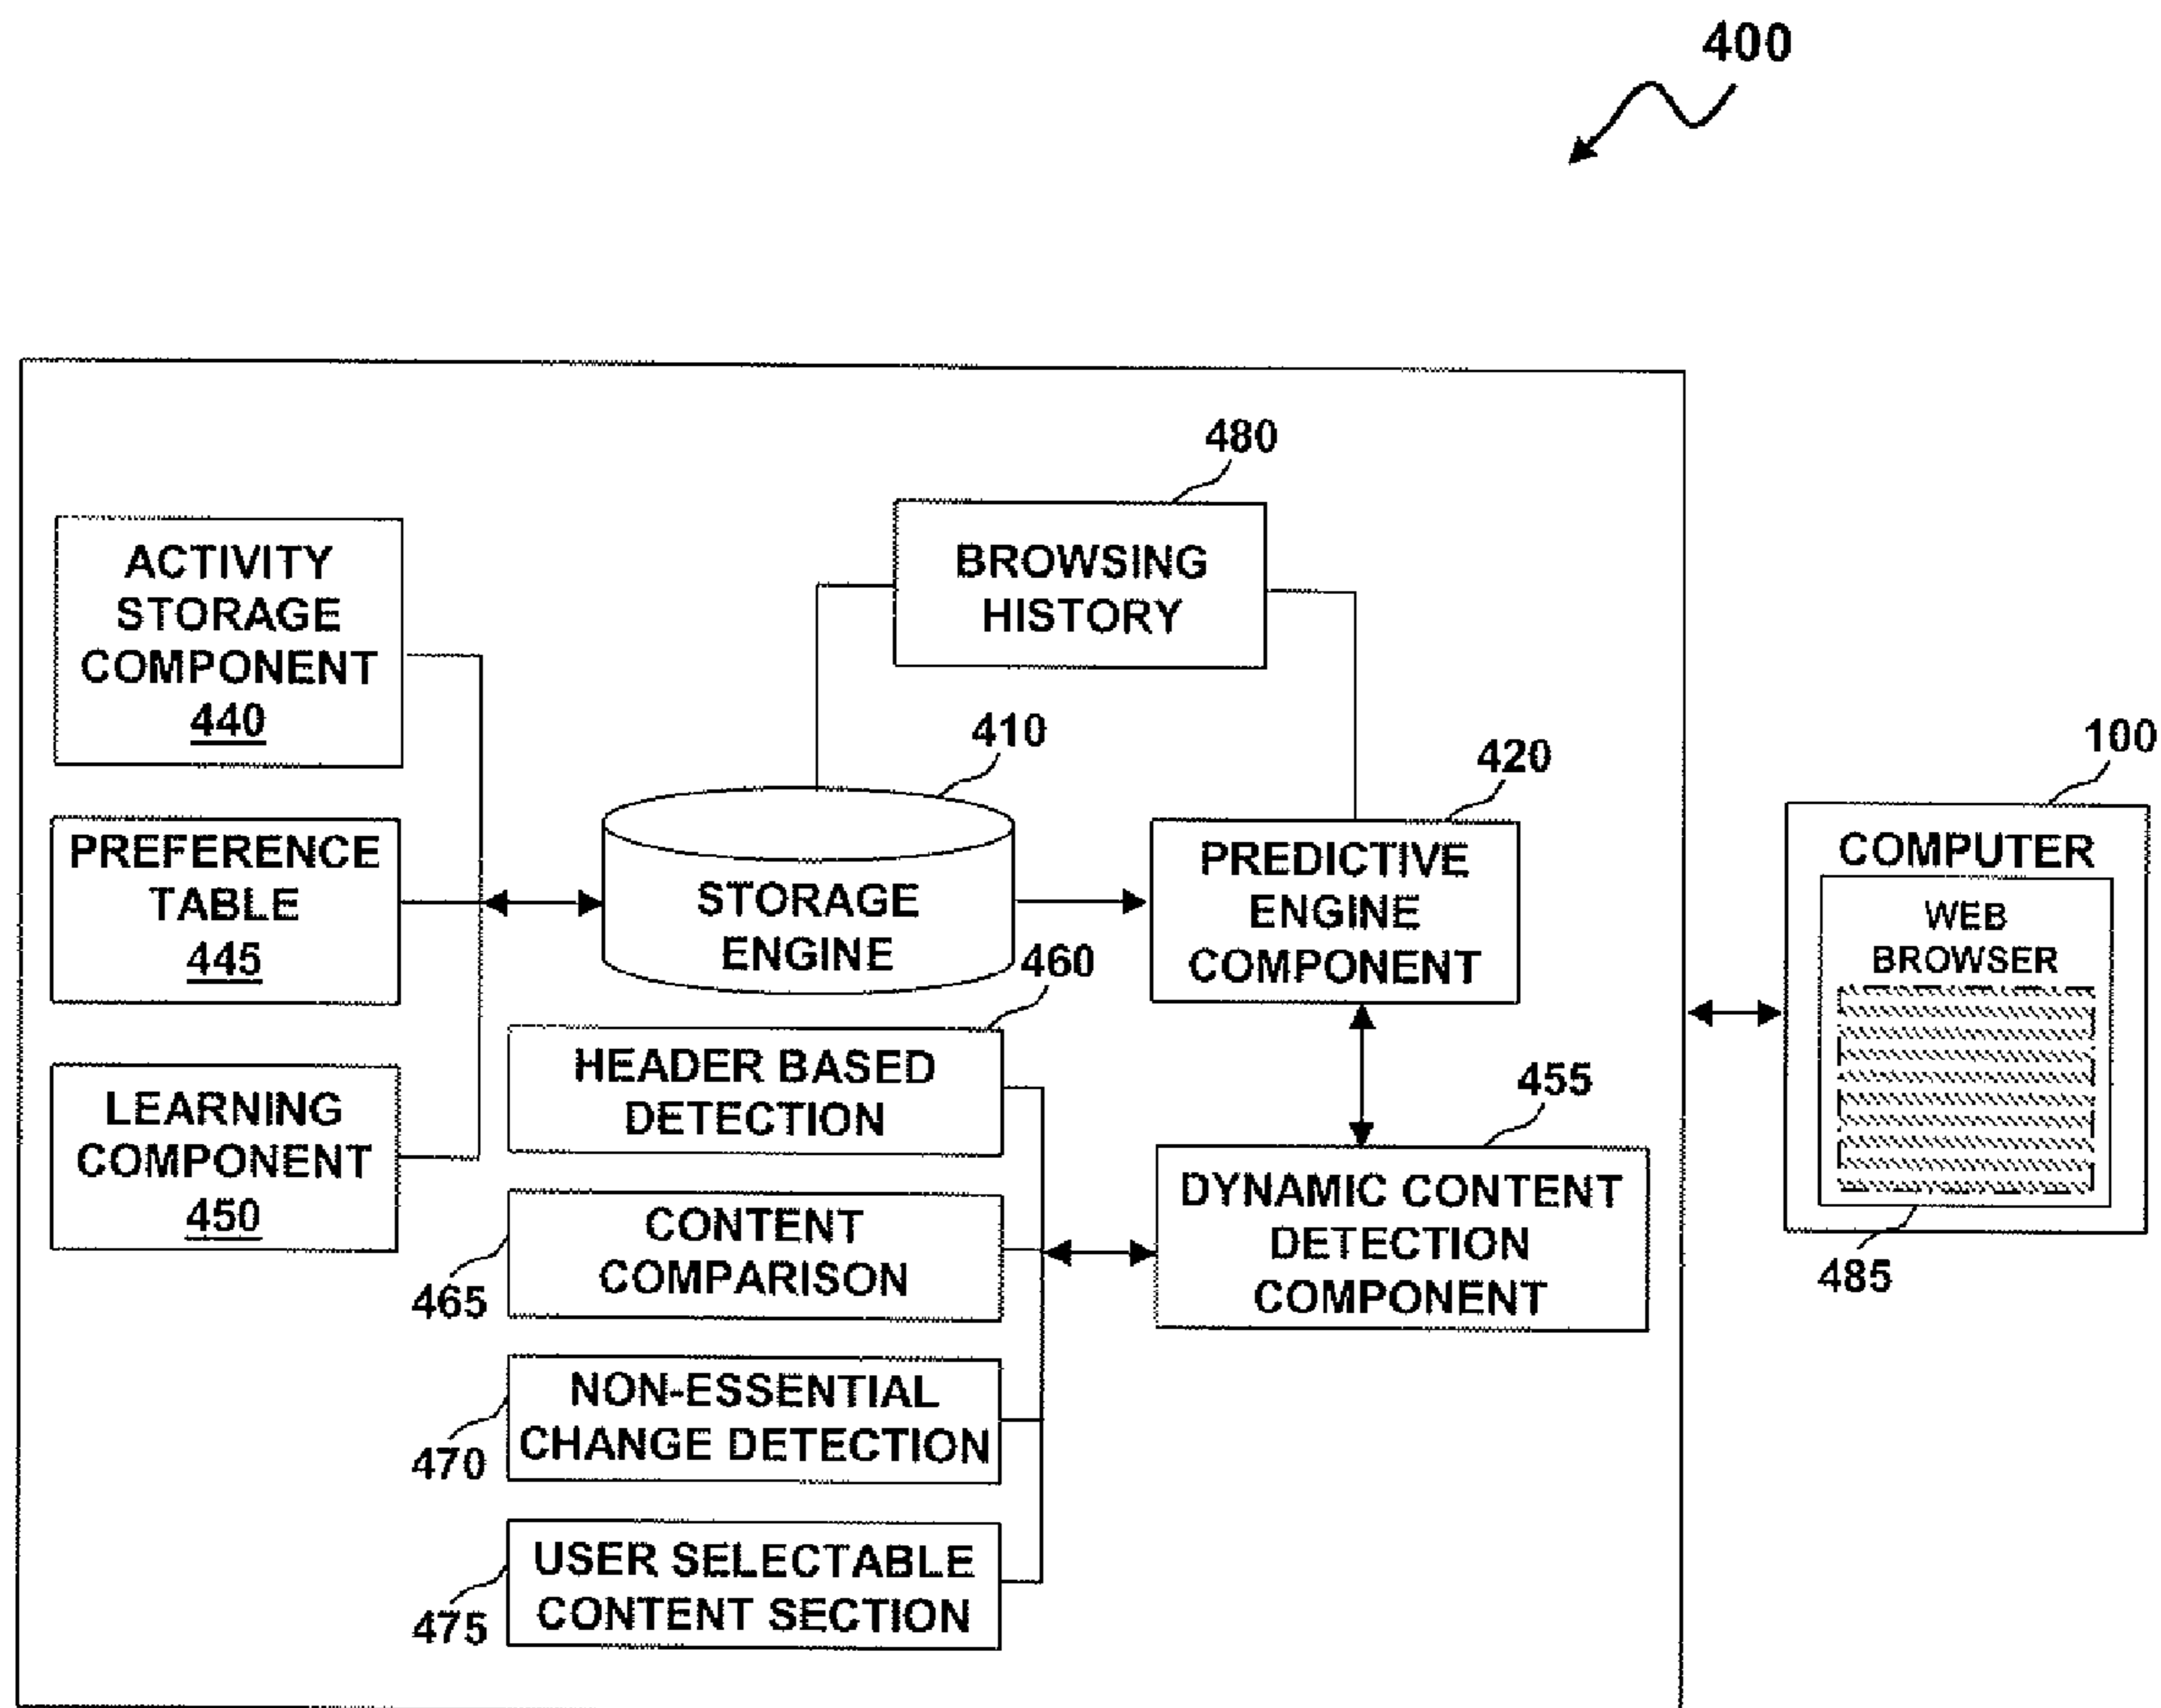 400
480
BROWSING
HISTORY
ACTIVITY
STORAGE
COMPONENT
440
410
420
100
PREFERENCE
TABLE
445
STORAGE
ENGINE
PREDICTIVE
ENGINE
COMPONENT
COMPUTER
WEB
BROWSER
485
460
HEADER BASED
DETECTION
LEARNING
COMPONENT
450
455
DYNAMIC CONTENT
DETECTION
COMPONENT
CONTENT
COMPARISON
465
NON-ESSENTIAL
CHANGE DETECTION
470
USER SELECTABLE
CONTENT SECTION
475